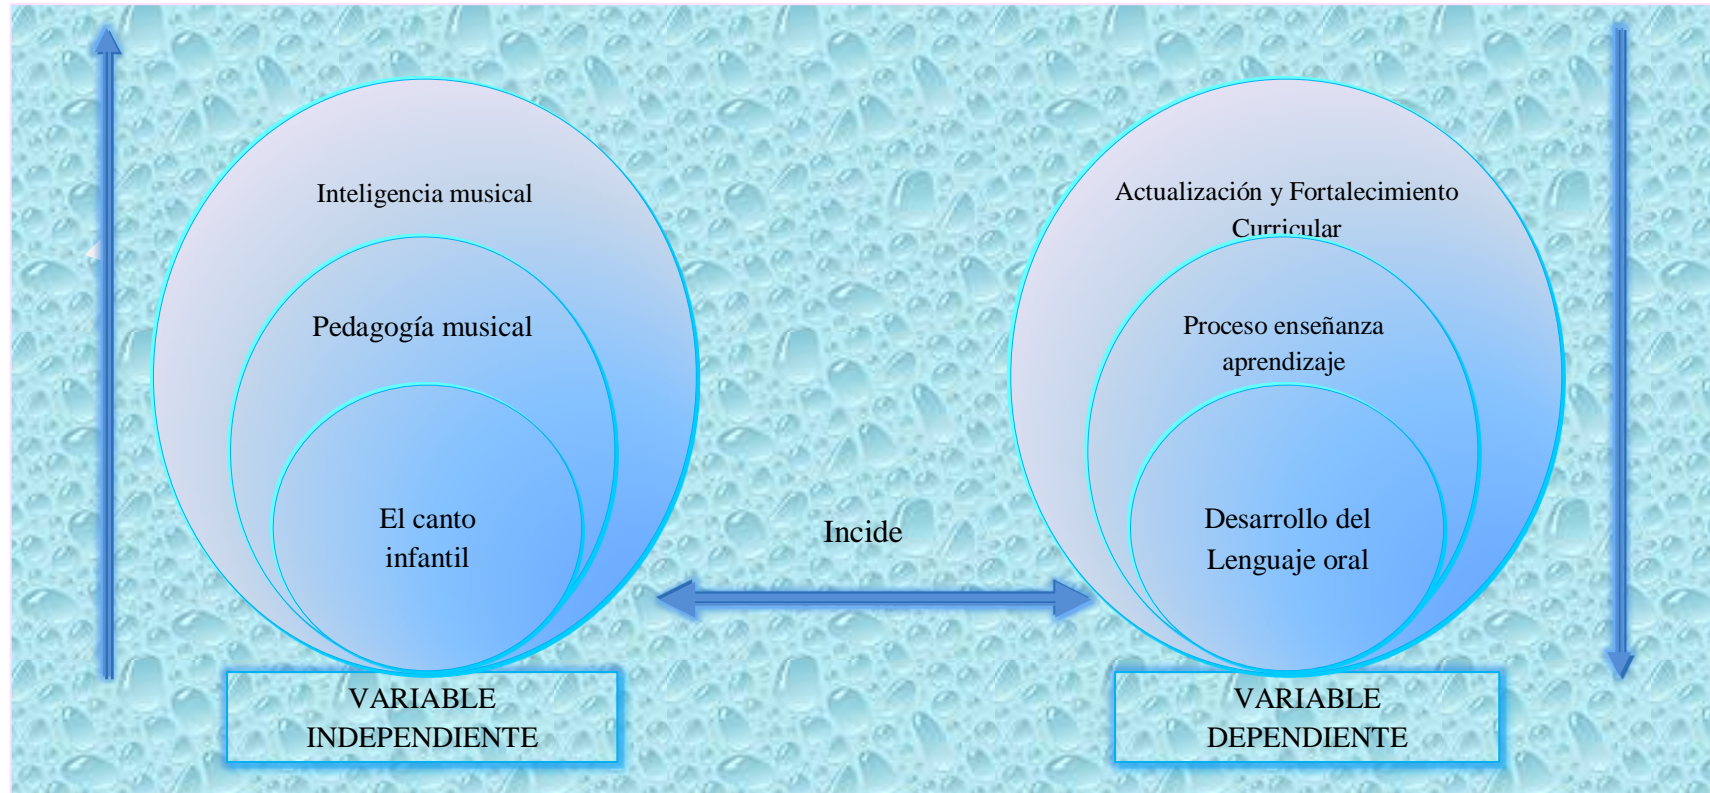 Inteligencia musical
Pedagogía musical
El canto
infantil
VARIABLE
INDEPENDIENTE
Incide
Actualización y Fortalecimiento
Curricular
Proceso enseñanza
aprendizaje
Desarrollo del
Lenguaje oral
VARIABLE
DEPENDIENTE